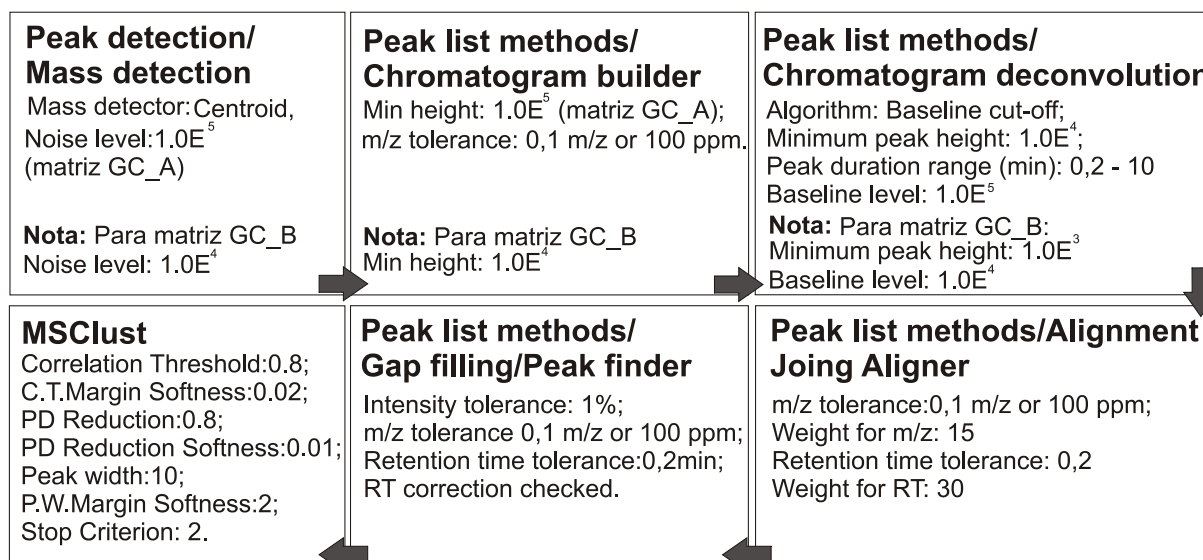 Peak detection/
Mass detection
Mass detector: Centroid,
Noise level:1.0E⁵
(matriz GC_A)
Nota: Para matriz GC_B
Noise level: 1.0E⁴
Peak list methods/
Chromatogram builder
Min height: 1.0E⁵ (matriz GC_A);
m/z tolerance: 0,1 m/z or 100 ppm.
Nota: Para matriz GC_B
Min height: 1.0E⁴
Peak list methods/
Chromatogram deconvolution
Algorithm: Baseline cut-off;
Minimum peak height: 1.0E⁴;
Peak duration range (min): 0,2 - 10
Baseline level: 1.0E⁵
Nota: Para matriz GC_B:
Minimum peak height: 1.0E³
Baseline level: 1.0E⁴
Peak list methods/Alignment
Joing Aligner
m/z tolerance:0,1 m/z or 100 ppm;
Weight for m/z: 15
Retention time tolerance: 0,2
Weight for RT: 30
Peak list methods/
Gap filling/Peak finder
Intensity tolerance: 1%;
m/z tolerance 0,1 m/z or 100 ppm;
Retention time tolerance:0,2min;
RT correction checked.
MSClust
Correlation Threshold:0.8;
C.T.Margin Softness:0.02;
PD Reduction:0.8;
PD Reduction Softness:0.01;
Peak width:10;
P.W.Margin Softness:2;
Stop Criterion: 2.